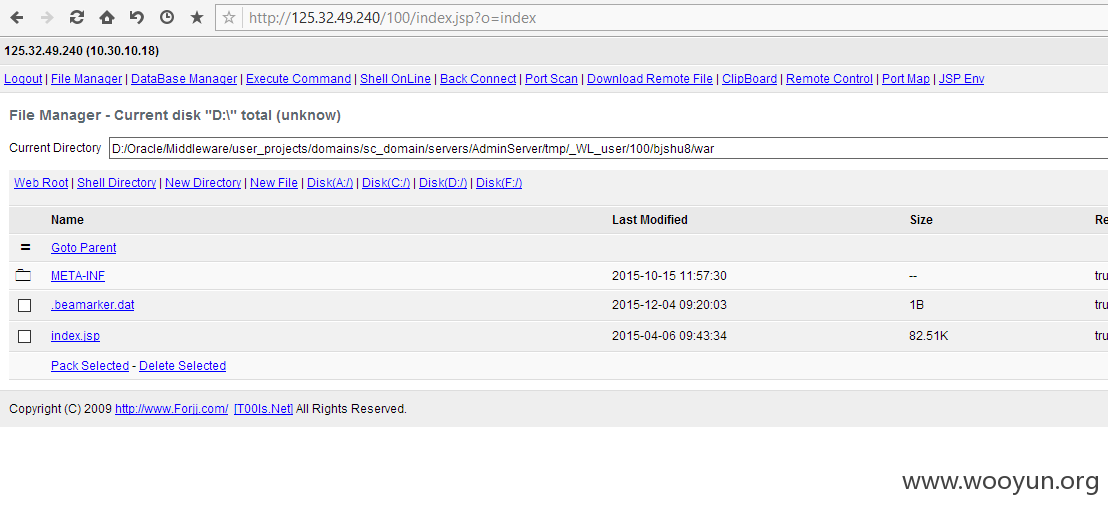 http://125.32.49.240/100/index.jsp?o=index
125.32.49.240 (10.30.10.18)
Logout | File Manager | DataBase Manager | Execute Command | Shell OnLine | Back Connect | Port Scan | Download Remote File | ClipBoard | Remote Control | Port Map | JSP Env
File Manager - Current disk "D:\" total (unknow)
Current Directory D:/Oracle/Middleware/user_projects/domains/sc_domain/servers/AdminServer/tmp/_WL_user/100/bjshu8/war
Web Root | Shell Directory | New Directory | New File | Disk(A:/) | Disk(C:/) | Disk(D:/) | Disk(F:/)
Name Last Modified Size Re
= Goto Parent
META-INF 2015-10-15 11:57:30 -- tru
.beamarker.dat 2015-12-04 09:20:03 1B tru
index.jsp 2015-04-06 09:43:34 82.51K tru
Pack Selected - Delete Selected
Copyright (C) 2009 http://www.Forjj.com/ [T00ls.Net] All Rights Reserved.
www.wooyun.org